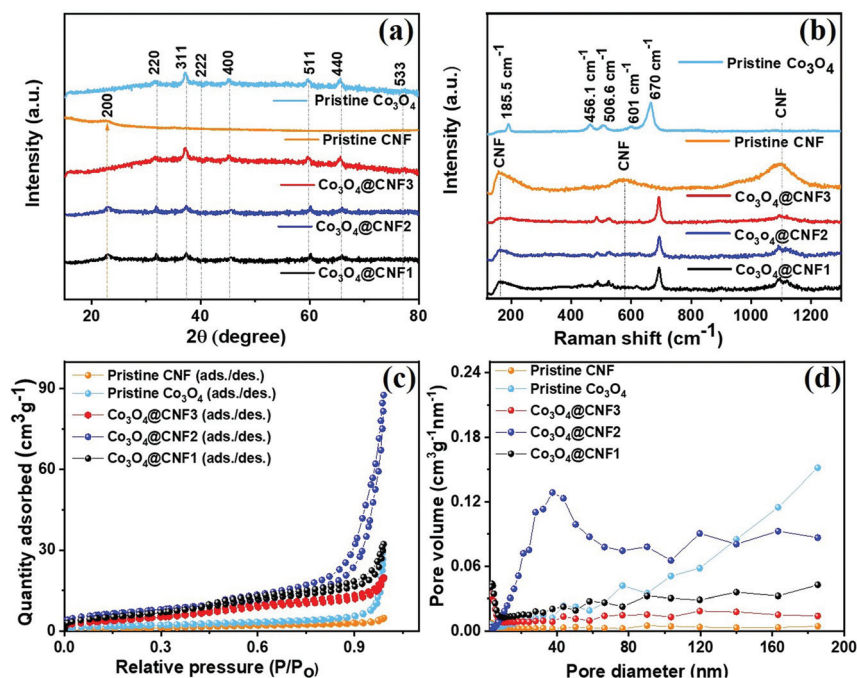 (a)
Intensity (a.u.)
200
220
311
222
400
511
440
533
Pristine Co₃O₄
Pristine CNF
Co₃O₄@CNF3
Co₃O₄@CNF2
Co₃O₄@CNF1
20 40 60 80
2θ (degree)
(b)
Intensity (a.u.)
185.5 cm⁻¹
456.1 cm⁻¹
506.6 cm⁻¹
601 cm⁻¹
670 cm⁻¹
Pristine Co₃O₄
CNF
CNF
CNF
Pristine CNF
Co₃O₄@CNF3
Co₃O₄@CNF2
Co₃O₄@CNF1
200 400 600 800 1100 1300
Raman shift (cm⁻¹)
(c)
Quantity adsorbed (cm³g⁻¹)
90
60
30
0
Pristine CNF (ads./des.)
Pristine Co₃O₄ (ads./des.)
Co₃O₄@CNF3 (ads./des.)
Co₃O₄@CNF2 (ads./des.)
Co₃O₄@CNF1 (ads./des.)
0.0 0.3 0.6 0.9
Relative pressure (P/P₀)
(d)
Pore volume (cm³g⁻¹nm⁻¹)
0.24
0.18
0.12
0.06
0.00
Pristine CNF
Pristine Co₃O₄
Co₃O₄@CNF3
Co₃O₄@CNF2
Co₃O₄@CNF1
40 80 120 160 200
Pore diameter (nm)